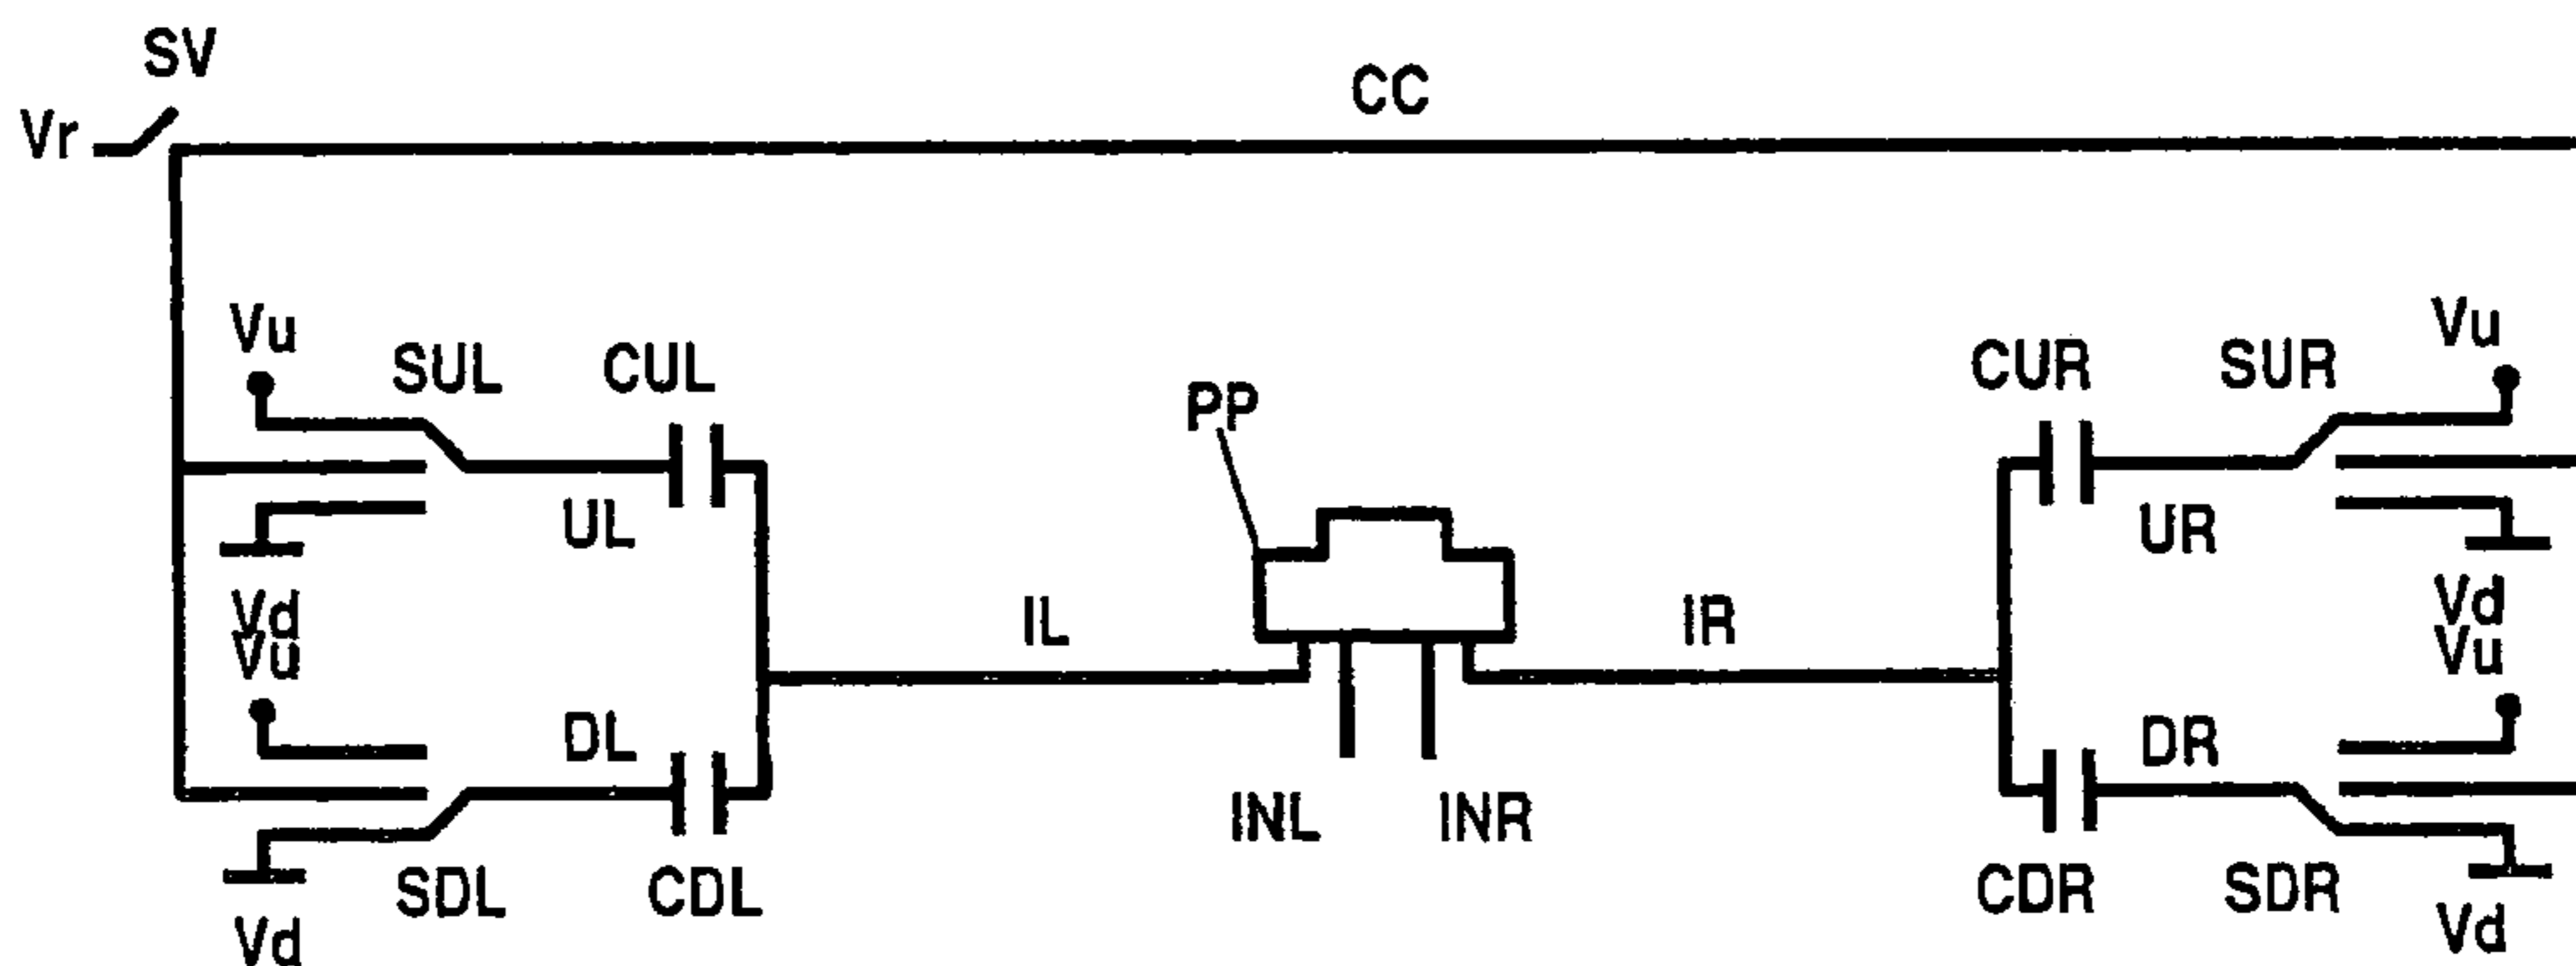 SV
Vr
CC
Vu
SUL
CUL
CUR
SUR
Vu
PP
UL
UR
Vd
Vu
IL
IR
Vd
Vu
DL
DR
INL
INR
SDL
CDL
CDR
SDR
Vd
Vd